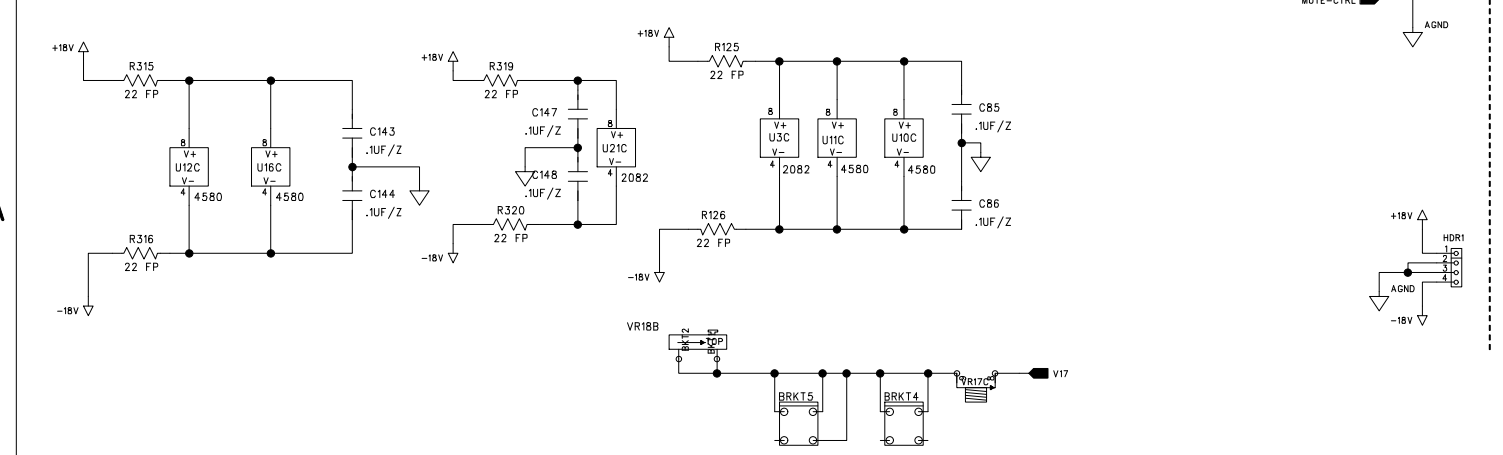 MUTE-CTRL
AGND
+18V
R315
22 FP
8
V+
U12C
V-
4
4580
8
V+
U16C
V-
4
4580
C143
.1UF/Z
C144
.1UF/Z
R316
22 FP
-18V
+18V
R319
22 FP
C147
.1UF/Z
8
V+
U21C
V-
4
2082
C148
.1UF/Z
R320
22 FP
-18V
+18V
R125
22 FP
8
V+
U3C
V-
4
2082
8
V+
U11C
V-
4
4580
8
V+
U10C
V-
4
4580
C85
.1UF/Z
C86
.1UF/Z
R126
22 FP
-18V
+18V
HDR1
1
2
3
4
AGND
-18V
VR18B
BKT2
TOP
VR17C
V17
BRKT5
BRKT4